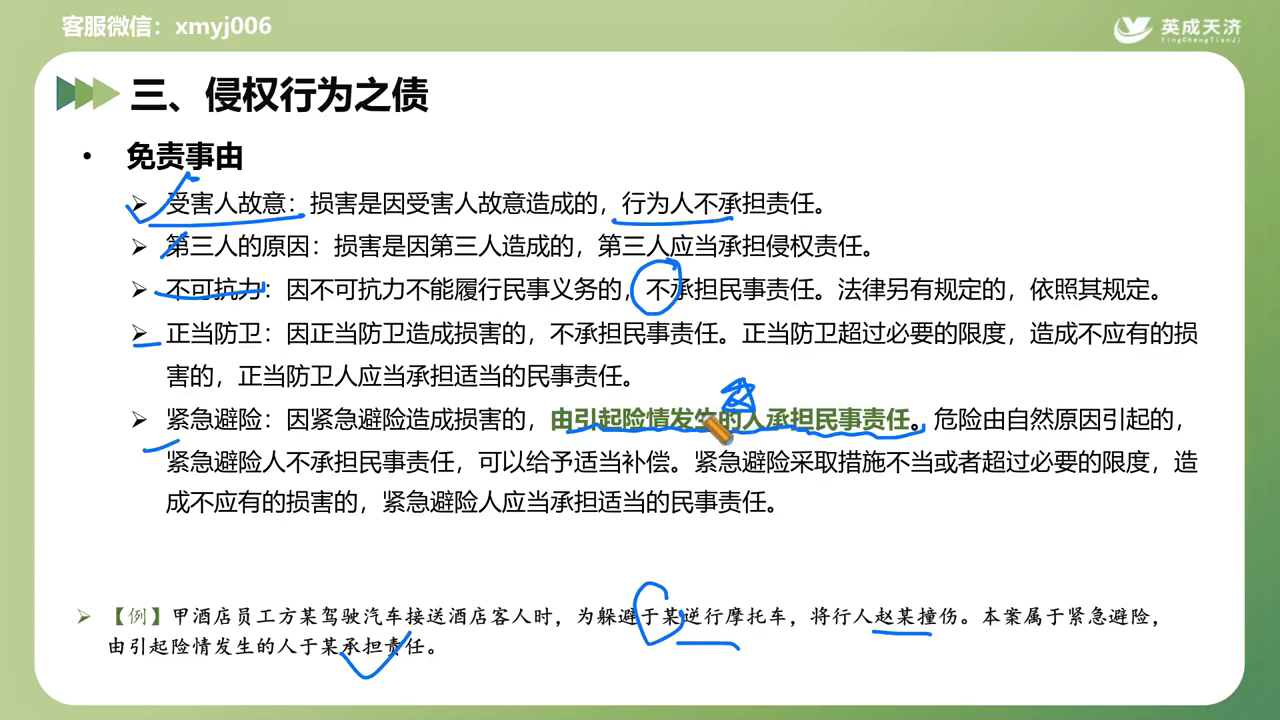 客服微信：xmyj006
英成天济
YingChengTianJi
三、侵权行为之债
• 免责事由
受害人故意：损害是因受害人故意造成的，行为人不承担责任。
第三人的原因：损害是因第三人造成的，第三人应当承担侵权责任。
不可抗力：因不可抗力不能履行民事义务的，不承担民事责任。法律另有规定的，依照其规定。
正当防卫：因正当防卫造成损害的，不承担民事责任。正当防卫超过必要的限度，造成不应有的损
害的，正当防卫人应当承担适当的民事责任。
紧急避险：因紧急避险造成损害的，由引起险情发生的人承担民事责任。危险由自然原因引起的，
紧急避险人不承担民事责任，可以给予适当补偿。紧急避险采取措施不当或者超过必要的限度，造
成不应有的损害的，紧急避险人应当承担适当的民事责任。
【例】甲酒店员工方某驾驶汽车接送酒店客人时，为躲避于某逆行摩托车，将行人赵某撞伤。本案属于紧急避险，
由引起险情发生的人于某承担责任。